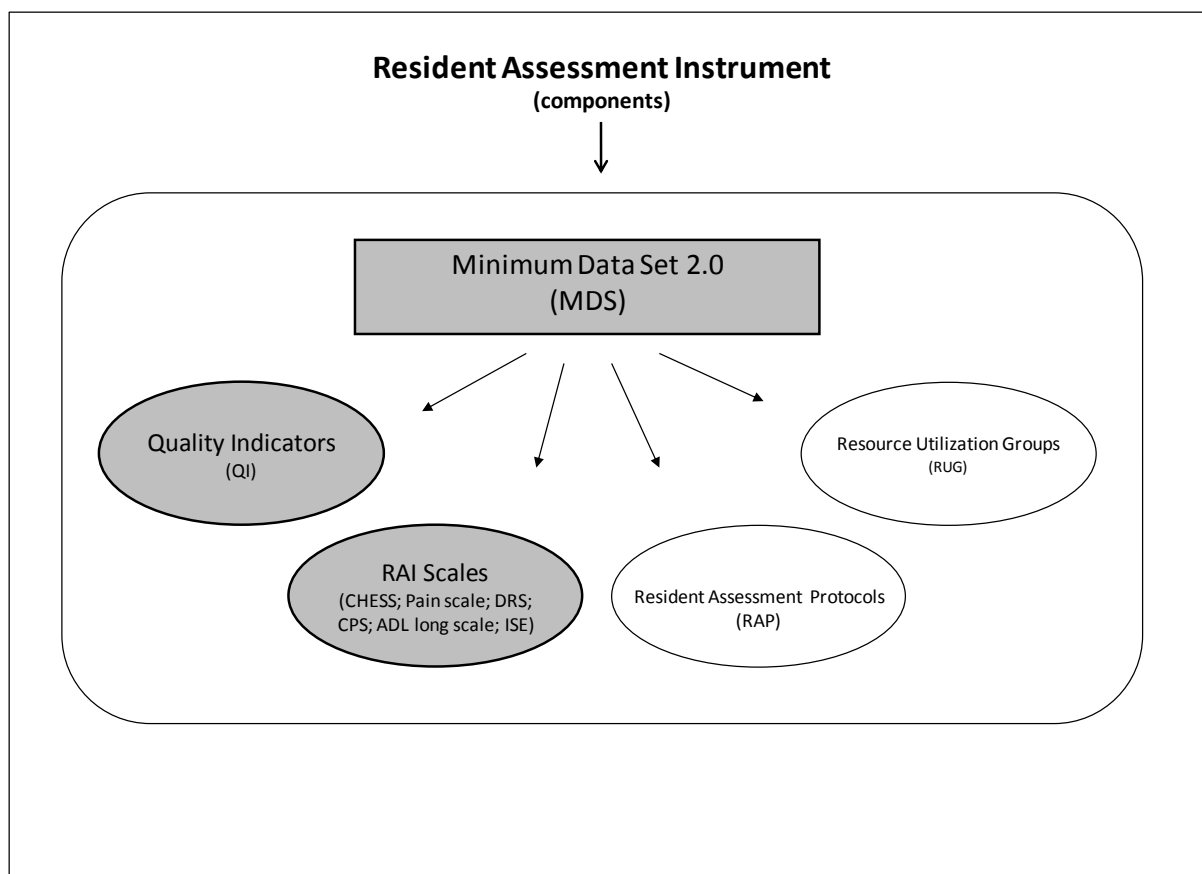 Resident Assessment Instrument
(components)
Minimum Data Set 2.0
(MDS)
Quality Indicators
(QI)
Resource Utilization Groups
(RUG)
RAI Scales
(CHESS; Pain scale; DRS;
CPS; ADL long scale; ISE)
Resident Assessment Protocols
(RAP)